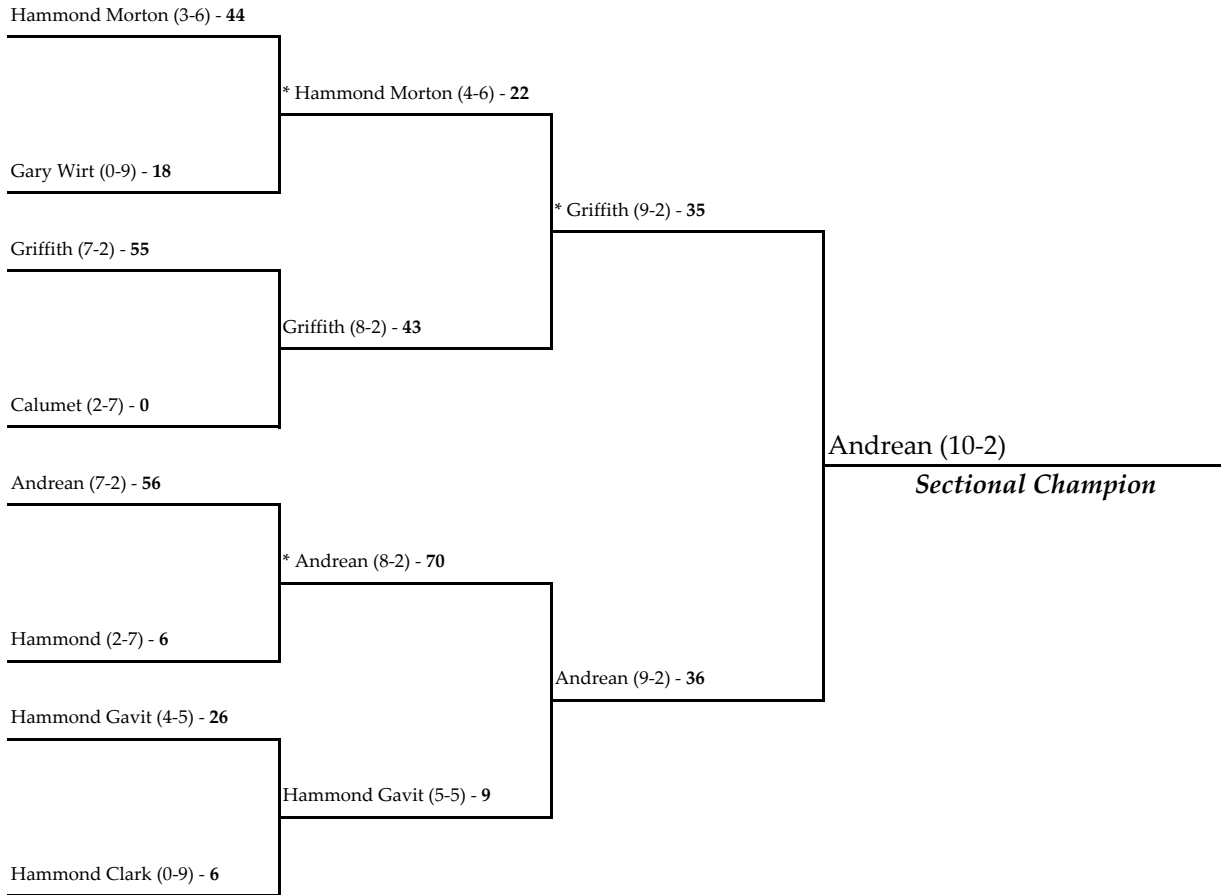 Hammond Morton (3-6) - 44
* Hammond Morton (4-6) - 22
Gary Wirt (0-9) - 18
* Griffith (9-2) - 35
Griffith (7-2) - 55
Griffith (8-2) - 43
Calumet (2-7) - 0
Andrean (10-2)
Sectional Champion
Andrean (7-2) - 56
* Andrean (8-2) - 70
Hammond (2-7) - 6
Andrean (9-2) - 36
Hammond Gavit (4-5) - 26
Hammond Gavit (5-5) - 9
Hammond Clark (0-9) - 6